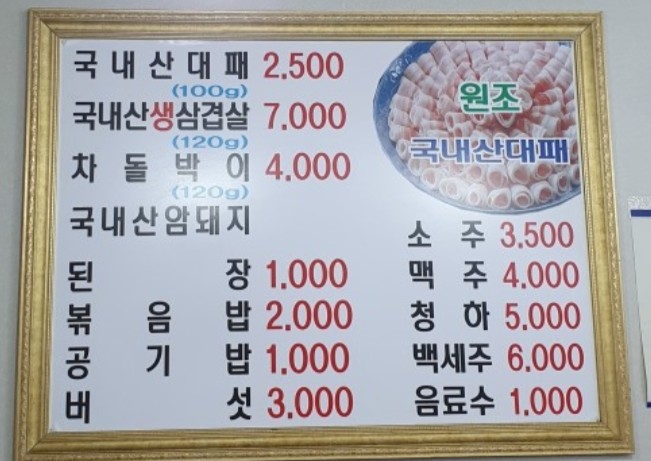 국내산대패 2.500
(100g)
국내산생삼겹살 7.000
(120g)
차돌박이 4.000
(120g)
국내산암돼지
된장 1.000
볶음밥 2.000
공기밥 1.000
버섯 3.000
원조
국내산대패
소주 3.500
맥주 4.000
청하 5.000
백세주 6.000
음료수 1.000